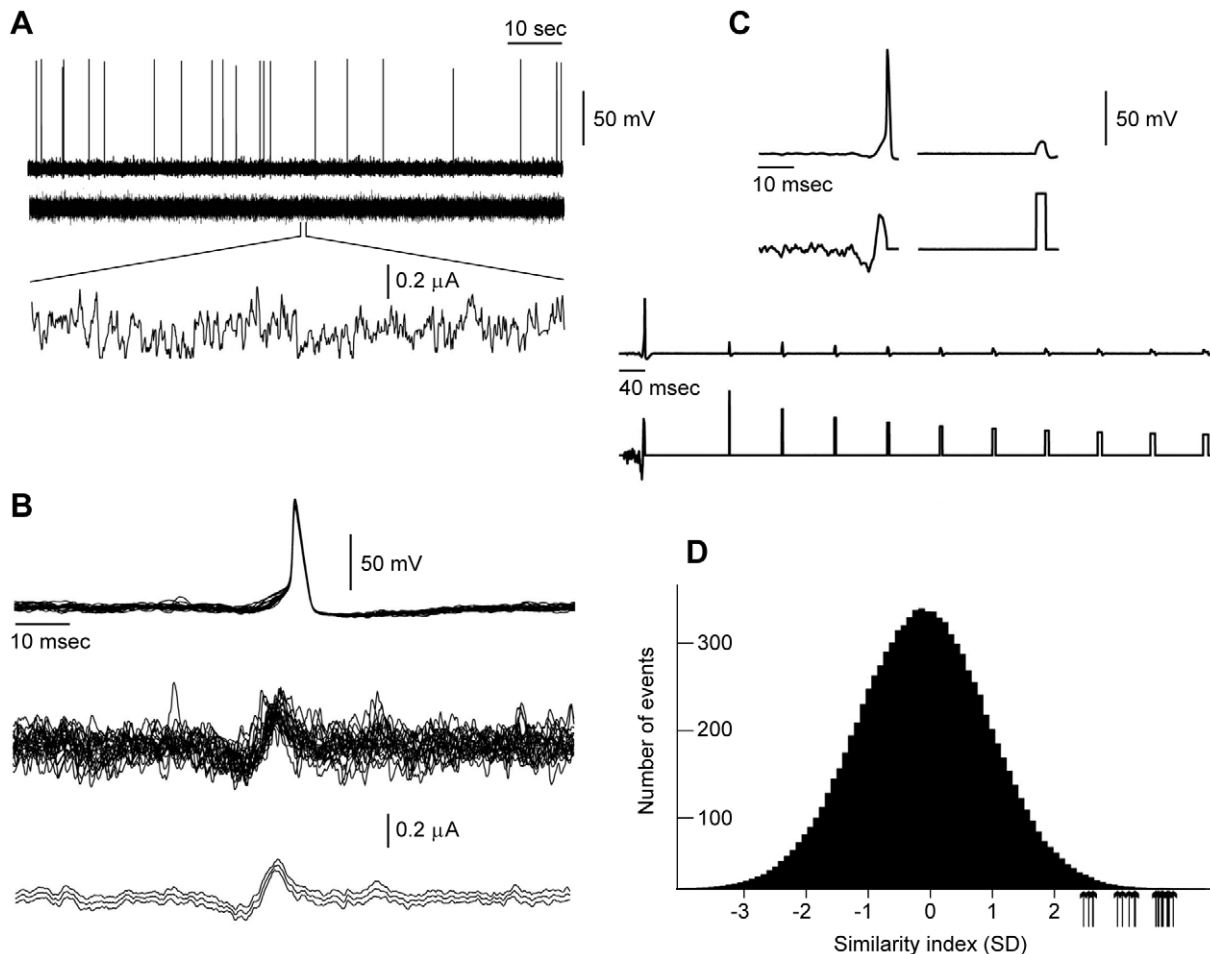 A
10 sec
50 mV
0.2 μA
B
50 mV
10 msec
0.2 μA
C
50 mV
10 msec
40 msec
D
Number of events
300
200
100
-3 -2 -1 0 1 2
Similarity index (SD)